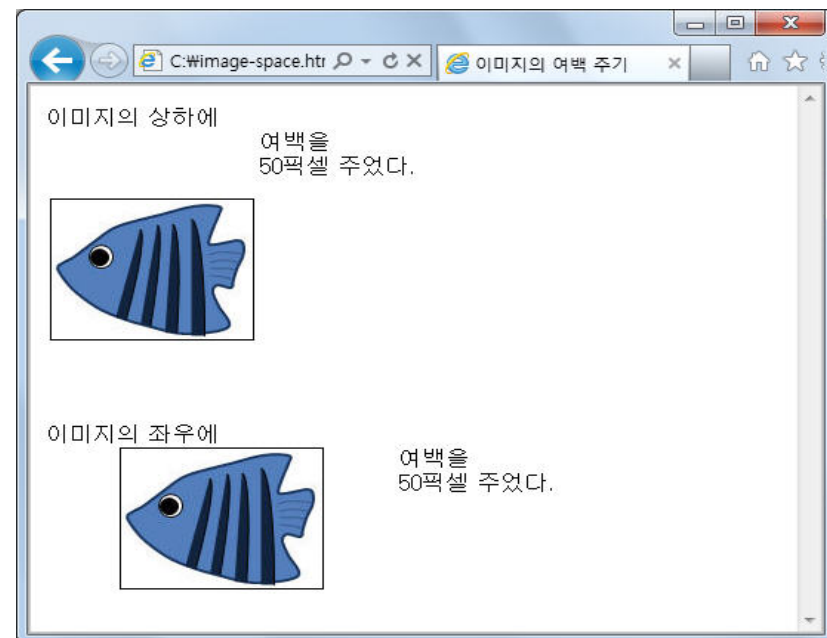 C:₩image-space.htr
이미지의 여백 주기
이미지의 상하에
여백을
50픽셀 주었다.
이미지의 좌우에
여백을
50픽셀 주었다.